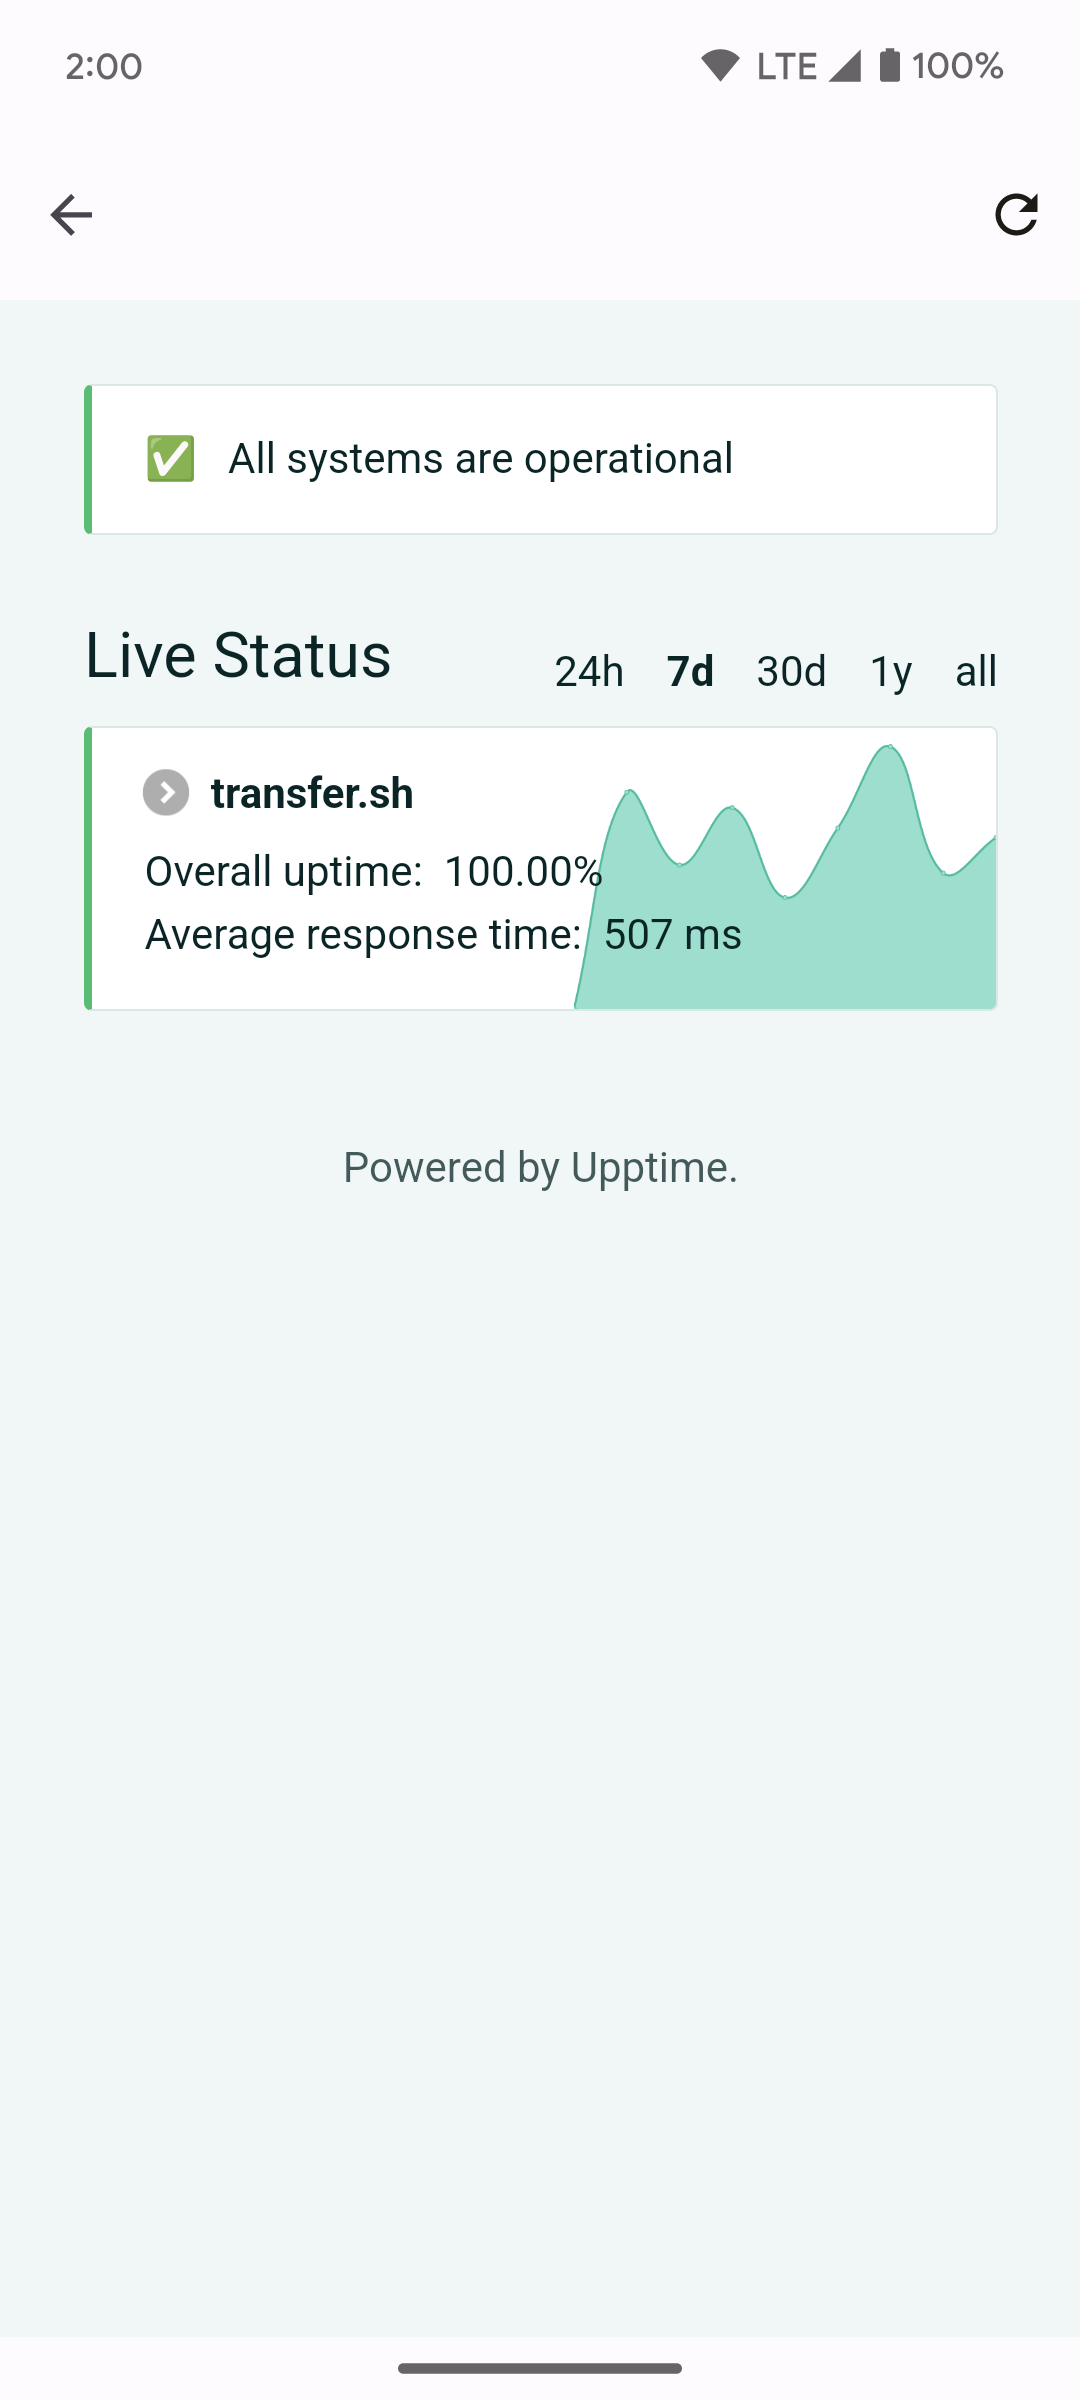 2:00 LTE 100%
✅ All systems are operational
Live Status 24h 7d 30d 1y all
transfer.sh
Overall uptime: 100.00%
Average response time: 507 ms
Powered by Upptime.